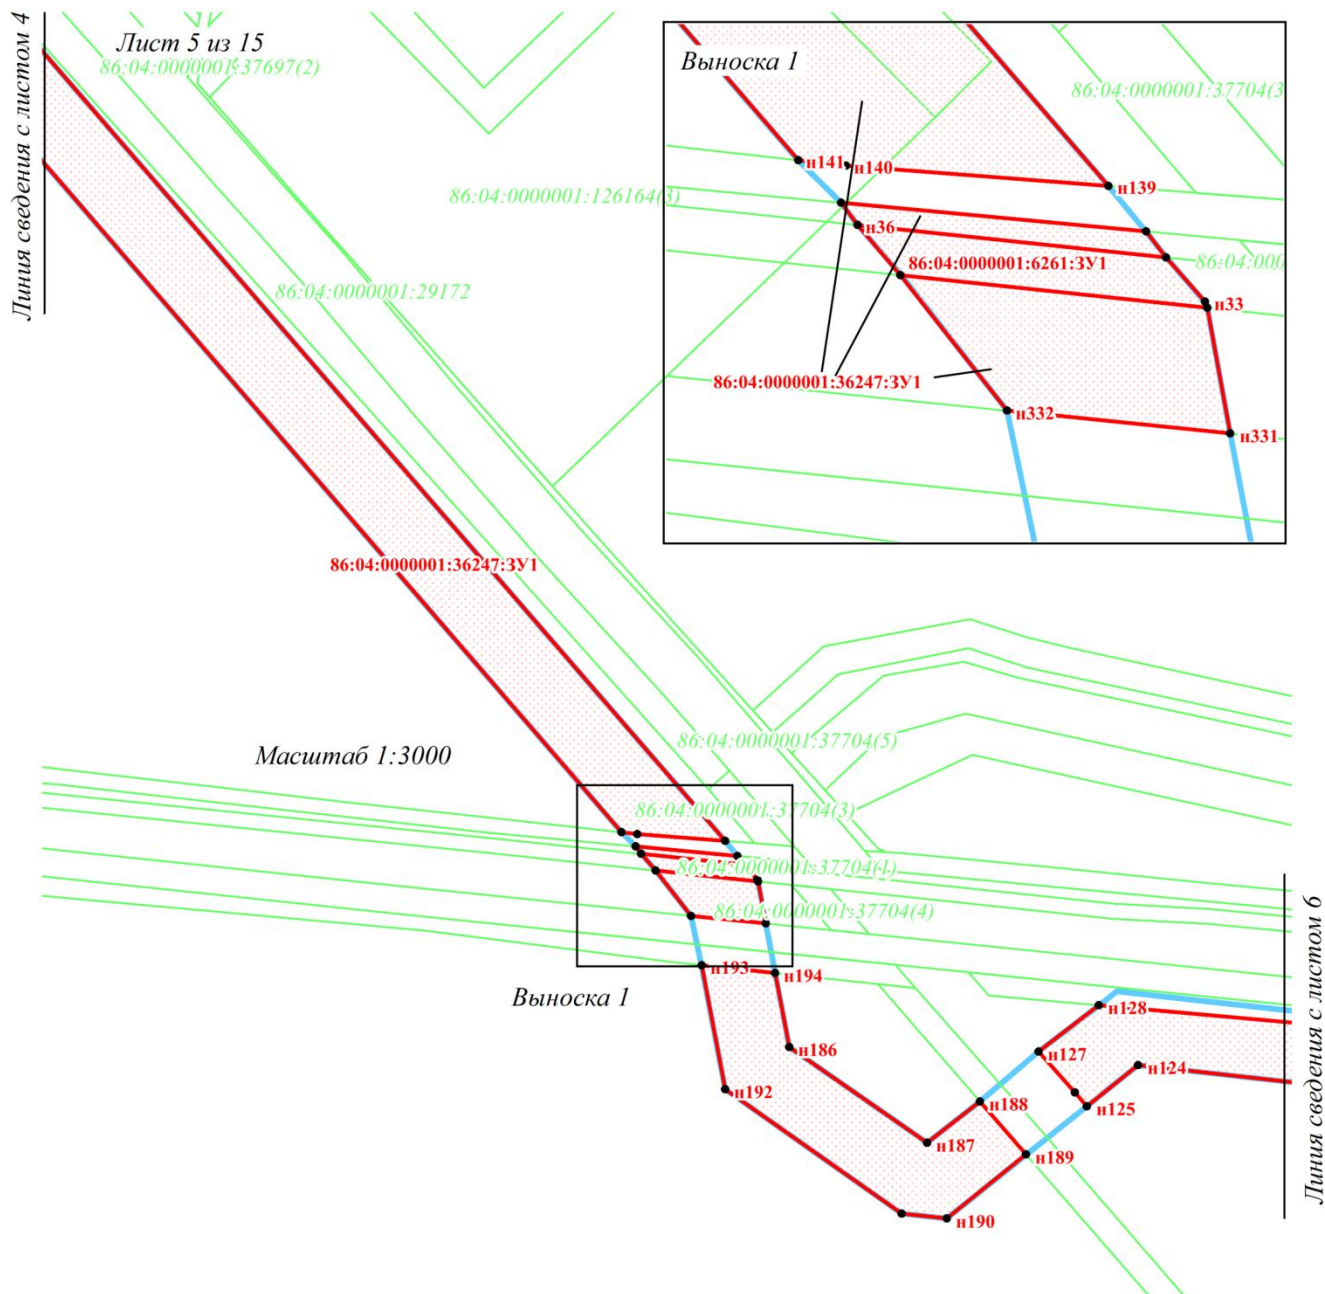 Лист 5 из 15
86:04:0000001:37697(2)
Линия сведения с листом 4
Выноска 1
86:04:0000001:37704(3
н141
н140
н139
86:04:0000001:126164(3)
н36
86:04:0000001:6261:ЗУ1
86:04:000
86:04:0000001:29172
н33
86:04:0000001:36247:ЗУ1
н332
н331
86:04:0000001:36247:ЗУ1
86:04:0000001:37704(5)
Масштаб 1:3000
86:04:0000001:37704(3)
86:04:0000001:37704(1)
86:04:0000001:37704(4)
н193
н194
Выноска 1
н128
н186
н127
н124
н192
н188
н125
н187
н189
н190
Линия сведения с листом 6